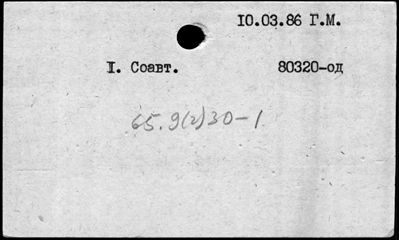 10.03.86 Г.М.
I. Соавт. 80320-од
65.9(2)30-1